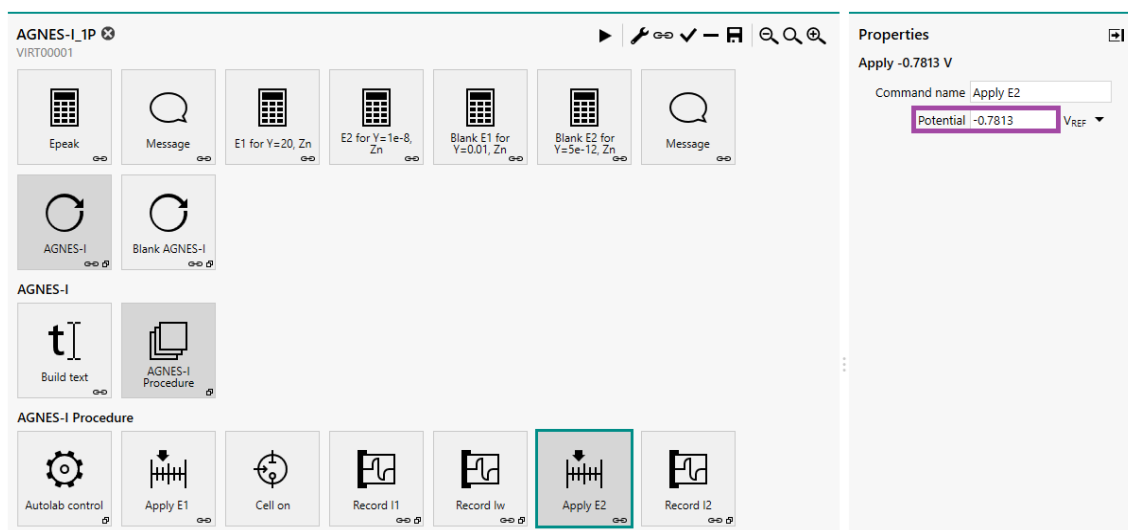 AGNES-I_1P
VIRT00001
Epeak
Message
E1 for Y=20, Zn
E2 for Y=1e-8,
Zn
Blank E1 for
Y=0.01, Zn
Blank E2 for
Y=5e-12, Zn
Message
AGNES-I
Blank AGNES-I
AGNES-I
t
Build text
AGNES-I
Procedure
AGNES-I Procedure
Autolab control
Apply E1
Cell on
Record I1
Record Iw
Apply E2
Record I2
Properties
Apply -0.7813 V
Command name Apply E2
Potential -0.7813 VREF